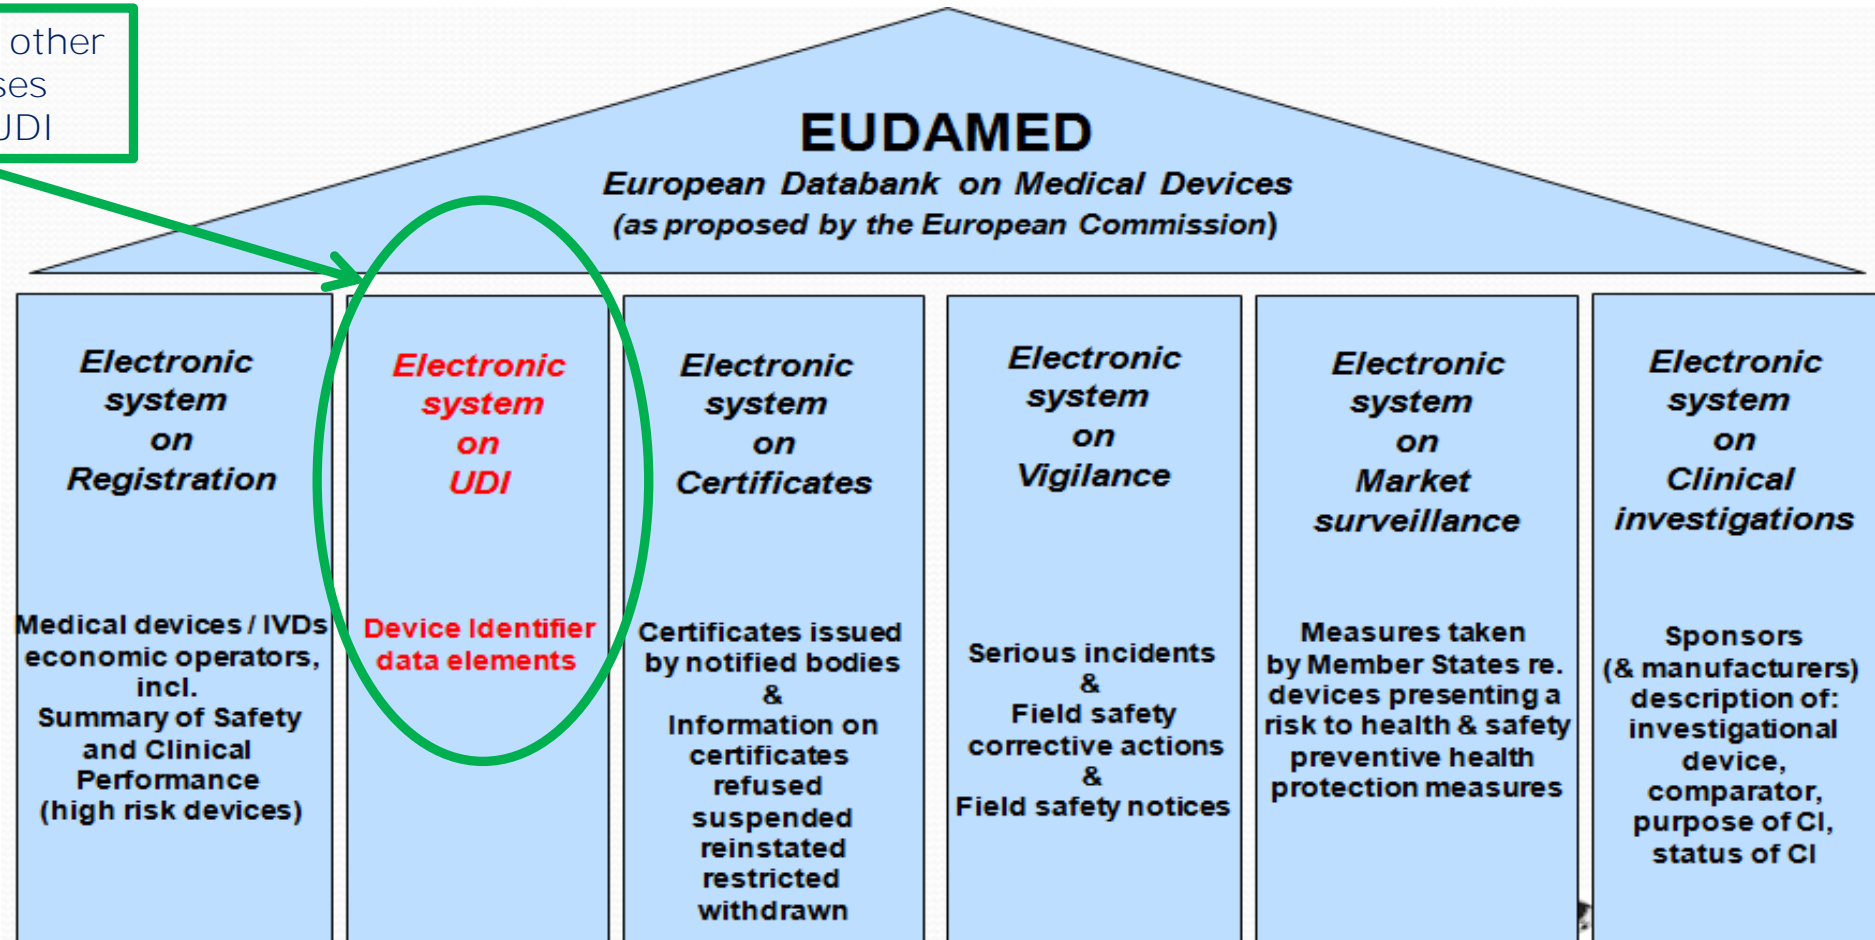 other
ses
UDI
EUDAMED
European Databank on Medical Devices
(as proposed by the European Commission)
Electronic
system
on
Registration
Medical devices / IVDs
economic operators,
incl.
Summary of Safety
and Clinical
Performance
(high risk devices)
Electronic
system
on
UDI
Device Identifier
data elements
Electronic
system
on
Certificates
Certificates issued
by notified bodies
&
Information on
certificates
refused
suspended
reinstated
restricted
withdrawn
Electronic
system
on
Vigilance
Serious incidents
&
Field safety
corrective actions
&
Field safety notices
Electronic
system
on
Market
surveillance
Measures taken
by Member States re.
devices presenting a
risk to health & safety
preventive health
protection measures
Electronic
system
on
Clinical
investigations
Sponsors
(& manufacturers)
description of:
investigational
device,
comparator,
purpose of CI,
status of CI